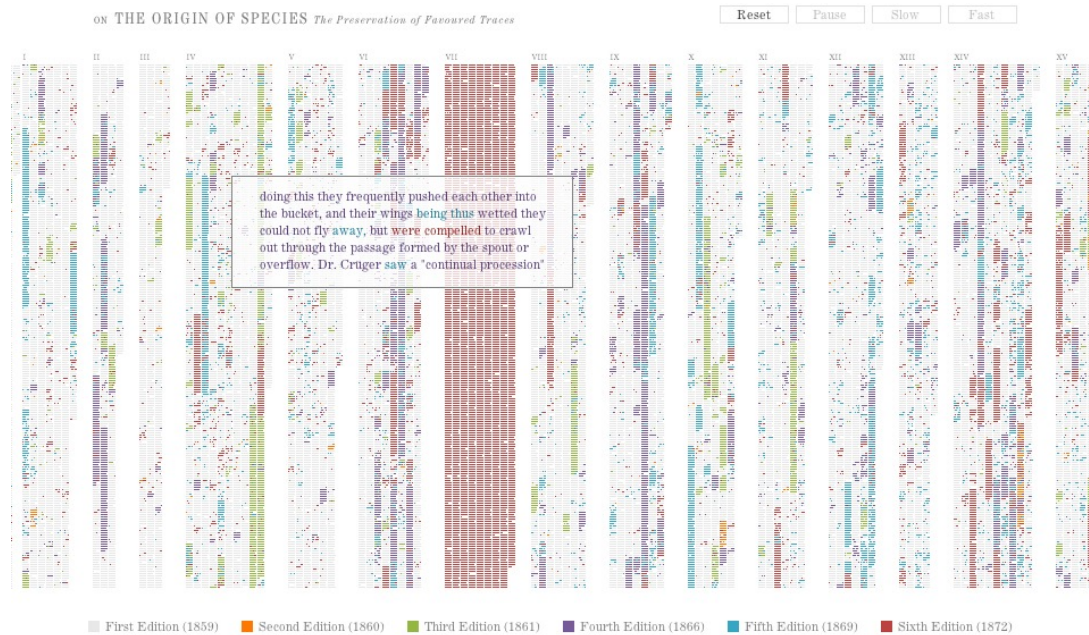 ON THE ORIGIN OF SPECIES The Preservation of Favoured Traces
Reset Pause Slow Fast
I II III IV V VI VII VIII IX X XI XII XIII XIV XV
doing this they frequently pushed each other into
the bucket, and their wings being thus wetted they
could not fly away, but were compelled to crawl
out through the passage formed by the spout or
overflow. Dr. Crüger saw a "continual procession"
First Edition (1859) Second Edition (1860) Third Edition (1861) Fourth Edition (1866) Fifth Edition (1869) Sixth Edition (1872)